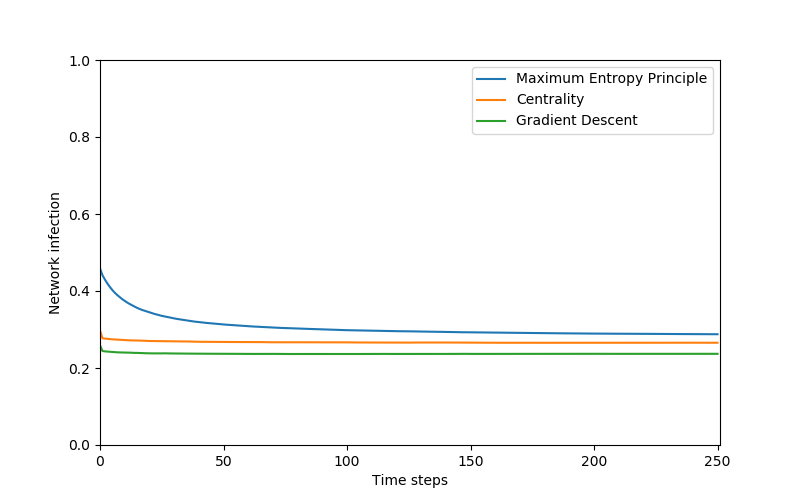 1.0
0.8
0.6
0.4
0.2
0.0
Network infection
Maximum Entropy Principle
Centrality
Gradient Descent
0 50 100 150 200 250
Time steps